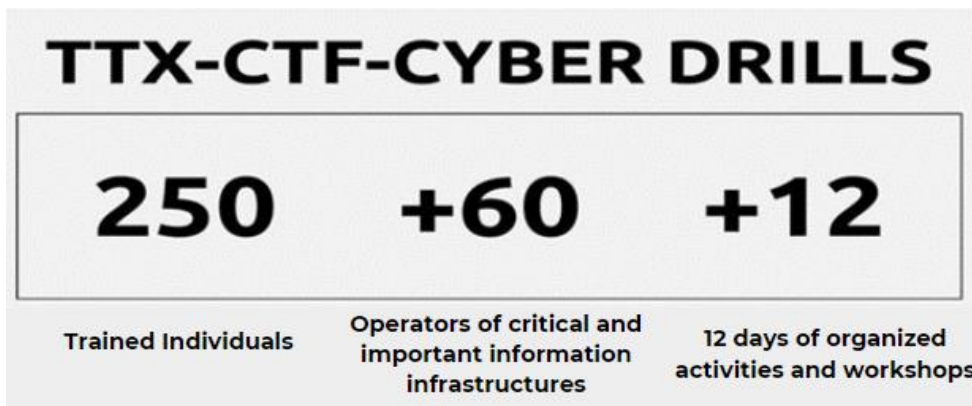 TTX-CTF-CYBER DRILLS
250 +60 +12
Trained Individuals
Operators of critical and
important information
infrastructures
12 days of organized
activities and workshops